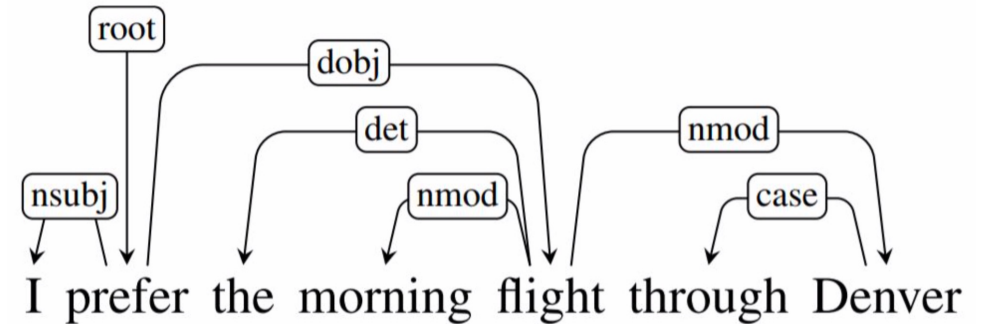 root
dobj
det
nmod
nsubj
nmod
case
I prefer the morning flight through Denver